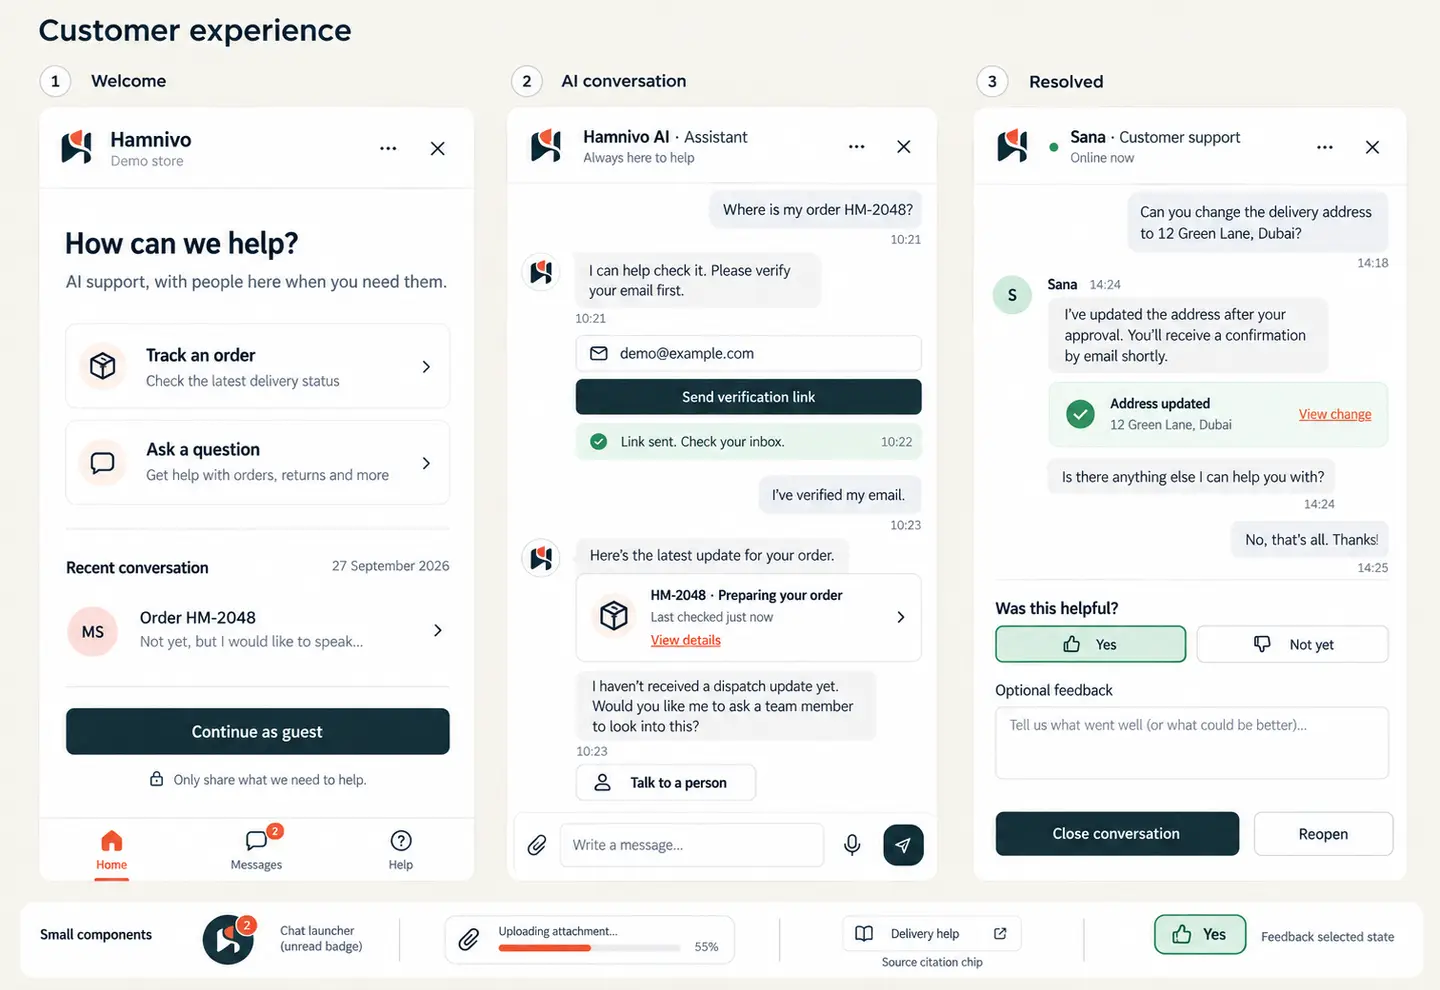 Customer experience
1 Welcome
Hamnivo
Demo store
How can we help?
AI support, with people here when you need them.
Track an order
Check the latest delivery status
Ask a question
Get help with orders, returns and more
Recent conversation 27 September 2026
MS
Order HM-2048
Not yet, but I would like to speak...
Continue as guest
Only share what we need to help.
Home
2
Messages
Help
2 AI conversation
Hamnivo AI · Assistant
Always here to help
Where is my order HM-2048?
10:21
I can help check it. Please verify
your email first.
10:21
demo@example.com
Send verification link
Link sent. Check your inbox. 10:22
I've verified my email.
10:23
Here's the latest update for your order.
HM-2048 · Preparing your order
Last checked just now
View details
I haven't received a dispatch update yet.
Would you like me to ask a team member
to look into this?
10:23
Talk to a person
Write a message...
3 Resolved
Sana · Customer support
Online now
Can you change the delivery address
to 12 Green Lane, Dubai?
14:18
S
Sana 14:24
I've updated the address after your
approval. You'll receive a confirmation
by email shortly.
Address updated
12 Green Lane, Dubai
View change
Is there anything else I can help you with?
14:24
No, that's all. Thanks!
14:25
Was this helpful?
Yes
Not yet
Optional feedback
Tell us what went well (or what could be better)...
Close conversation
Reopen
Small components
2
Chat launcher
(unread badge)
Uploading attachment...
55%
Delivery help
Source citation chip
Yes
Feedback selected state